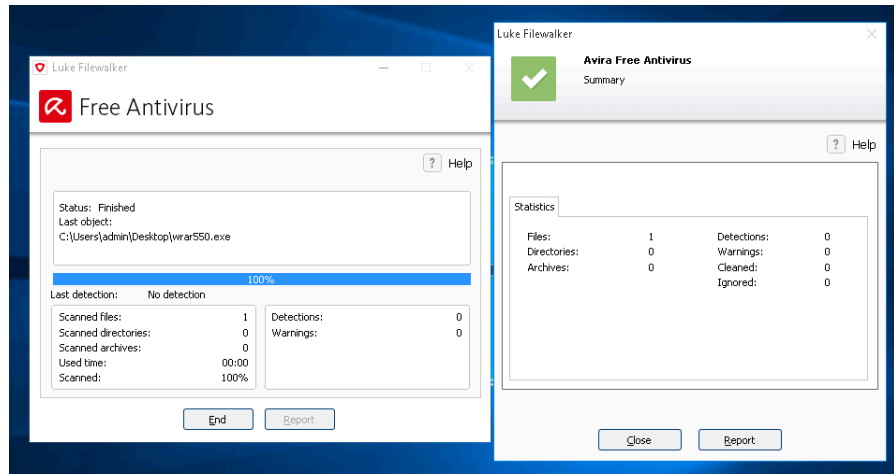 Luke Filewalker
Free Antivirus
? Help
Status: Finished
Last object:
C:\Users\admin\Desktop\wrar550.exe
100%
Last detection: No detection
Scanned files: 1
Scanned directories: 0
Scanned archives: 0
Used time: 00:00
Scanned: 100%
Detections: 0
Warnings: 0
End
Report
Luke Filewalker
Avira Free Antivirus
Summary
? Help
Statistics
Files: 1
Directories: 0
Archives: 0
Detections: 0
Warnings: 0
Cleaned: 0
Ignored: 0
Close
Report